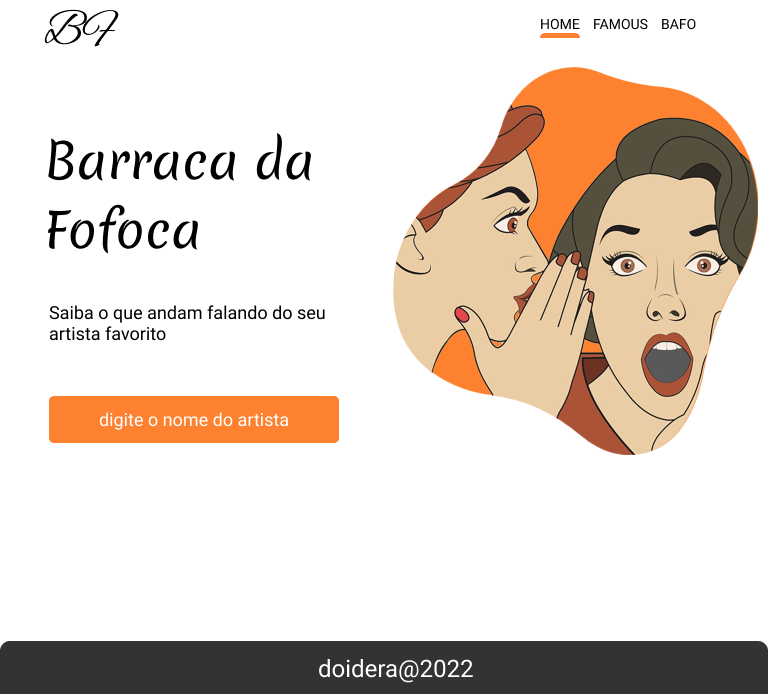 BF
HOME FAMOUS BAFO
Barraca da
Fofoca
Saiba o que andam falando do seu
artista favorito
digite o nome do artista
doidera@2022